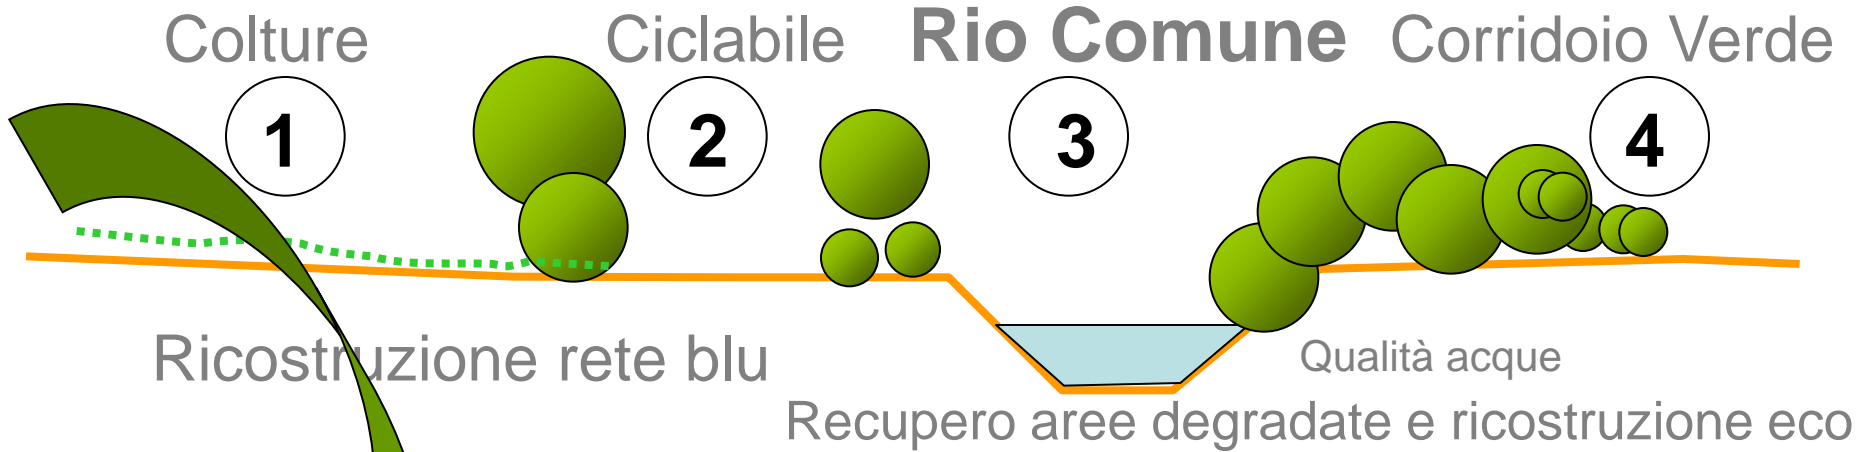 Colture Ciclabile Rio Comune Corridoio Verde
1 2 3 4
Ricostruzione rete blu
Qualità acque
Recupero aree degradate e ricostruzione eco